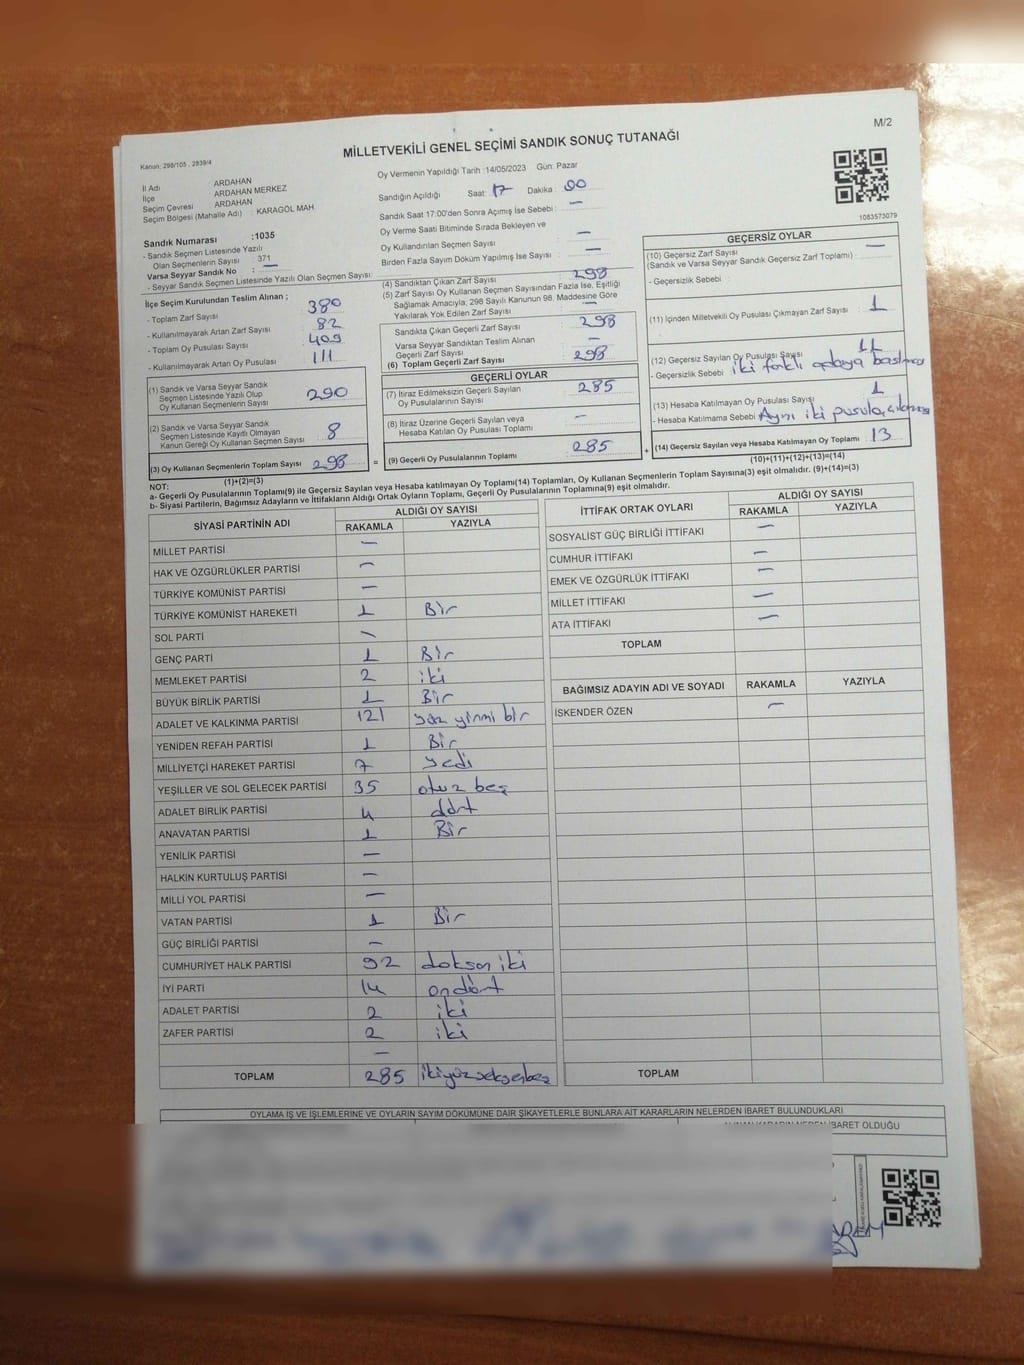 M/2
MİLLETVEKİLİ GENEL SEÇİMİ SANDIK SONUÇ TUTANAĞI
Kanun: 298/105 , 2839/4
İl Adı ARDAHAN
İlçe ARDAHAN MERKEZ
Seçim Çevresi ARDAHAN
Seçim Bölgesi (Mahalle Adı) : KARAGÖL MAH.
Oy Vermenin Yapıldığı Tarih :14/05/2023 Gün: Pazar
Sandığın Açıldığı Saat: 17 Dakika : 00
Sandık Saat 17:00'den Sonra Açımış İse Sebebi : —
Oy Verme Saati Bitiminde Sırada Bekleyen ve
Oy Kullandırılan Seçmen Sayısı —
Birden Fazla Sayım Döküm Yapılmış İse Sayısı : —
1083573079
Sandık Numarası :1035
- Sandık Seçmen Listesinde Yazılı
Olan Seçmenlerin Sayısı : 371
Varsa Seyyar Sandık No : —
- Seyyar Sandık Seçmen Listesinde Yazılı Olan Seçmen Sayısı:
İlçe Seçim Kurulundan Teslim Alınan ;
- Toplam Zarf Sayısı : 380
- Kullanılmayarak Artan Zarf Sayısı : 82
- Toplam Oy Pusulası Sayısı : 409
- Kullanılmayarak Artan Oy Pusulası : 111
(1) Sandık ve Varsa Seyyar Sandık
Seçmen Listesinde Yazılı Olup
Oy Kullanan Seçmenlerin Sayısı : 290
(2) Sandık ve Varsa Seyyar Sandık
Seçmen Listesinde Kayıtlı Olmayan
Kanun Gereği Oy Kullanan Seçmen Sayısı : 8
(3) Oy Kullanan Seçmenlerin Toplam Sayısı : 298
(1)+(2)=(3)
(4) Sandıktan Çıkan Zarf Sayısı : 298
(5) Zarf Sayısı Oy Kullanan Seçmen Sayısından Fazla İse, Eşitliği
Sağlamak Amacıyla; 298 Sayılı Kanunun 98. Maddesine Göre
Yakılarak Yok Edilen Zarf Sayısı : —
Sandıkta Çıkan Geçerli Zarf Sayısı : 298
Varsa Seyyar Sandıktan Teslim Alınan
Geçerli Zarf Sayısı : —
(6) Toplam Geçerli Zarf Sayısı : 298
GEÇERLİ OYLAR
(7) İtiraz Edilmeksizin Geçerli Sayılan
Oy Pusulalarının Sayısı : 285
(8) İtiraz Üzerine Geçerli Sayılan veya
Hesaba Katılan Oy Pusulası Toplamı : —
= (9) Geçerli Oy Pusulalarının Toplamı : 285
GEÇERSİZ OYLAR
(10) Geçersiz Zarf Sayısı —
(Sandık ve Varsa Seyyar Sandık Geçersiz Zarf Toplamı) :
- Geçersizlik Sebebi :
(11) İçinden Milletvekili Oy Pusulası Çıkmayan Zarf Sayısı : 1
(12) Geçersiz Sayılan Oy Pusulası Sayısı : 11
- Geçersizlik Sebebi : iki farklı adaya basılması
(13) Hesaba Katılmayan Oy Pusulası Sayısı : 1
- Hesaba Katılmama Sebebi : Aynı iki pusula
+ (14) Geçersiz Sayılan veya Hesaba Katılmayan Oy Toplamı : 13
(10)+(11)+(12)+(13)=(14)
NOT:
a- Geçerli Oy Pusulalarının Toplamı(9) ile Geçersiz Sayılan veya Hesaba katılmayan Oy Toplamı(14) Toplamları, Oy Kullanan Seçmenlerin Toplam Sayısına(3) eşit olmalıdır. (9)+(14)=(3)
b- Siyasi Partilerin, Bağımsız Adayların ve İttifakların Aldığı Ortak Oyların Toplamı, Geçerli Oy Pusulalarının Toplamına(9) eşit olmalıdır.
SİYASİ PARTİNİN ADI ALDIĞI OY SAYISI
RAKAMLA YAZIYLA
MİLLET PARTİSİ —
HAK VE ÖZGÜRLÜKLER PARTİSİ —
TÜRKİYE KOMÜNİST PARTİSİ —
TÜRKİYE KOMÜNİST HAREKETİ 1 Bir
SOL PARTİ —
GENÇ PARTİ 1 Bir
MEMLEKET PARTİSİ 2 iki
BÜYÜK BİRLİK PARTİSİ 1 Bir
ADALET VE KALKINMA PARTİSİ 121 yüz yirmi bir
YENİDEN REFAH PARTİSİ 1 Bir
MİLLİYETÇİ HAREKET PARTİSİ 7 yedi
YEŞİLLER VE SOL GELECEK PARTİSİ 35 otuz beş
ADALET BİRLİK PARTİSİ 4 dört
ANAVATAN PARTİSİ 1 Bir
YENİLİK PARTİSİ —
HALKIN KURTULUŞ PARTİSİ —
MİLLİ YOL PARTİSİ —
VATAN PARTİSİ 1 Bir
GÜÇ BİRLİĞİ PARTİSİ —
CUMHURİYET HALK PARTİSİ 92 doksan iki
İYİ PARTİ 14 ondört
ADALET PARTİSİ 2 iki
ZAFER PARTİSİ 2 iki
—
TOPLAM 285 ikiyüzseksenbeş
İTTİFAK ORTAK OYLARI ALDIĞI OY SAYISI
RAKAMLA YAZIYLA
SOSYALİST GÜÇ BİRLİĞİ İTTİFAKI —
CUMHUR İTTİFAKI —
EMEK VE ÖZGÜRLÜK İTTİFAKI —
MİLLET İTTİFAKI —
ATA İTTİFAKI —
TOPLAM
BAĞIMSIZ ADAYIN ADI VE SOYADI RAKAMLA YAZIYLA
İSKENDER ÖZEN —
TOPLAM
OYLAMA İŞ VE İŞLEMLERİNE VE OYLARIN SAYIM DÖKÜMÜNE DAİR ŞİKAYETLERLE BUNLARA AİT KARARLARIN NELERDEN İBARET BULUNDUKLARI
İBARET OLDUĞU